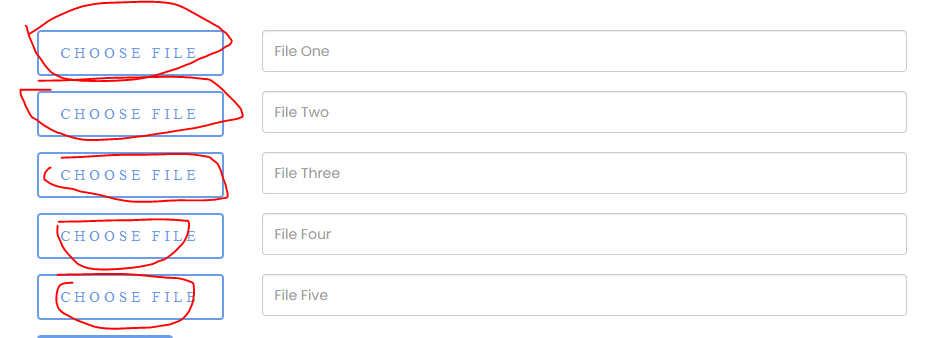 CHOOSE FILE File One
CHOOSE FILE File Two
CHOOSE FILE File Three
CHOOSE FILE File Four
CHOOSE FILE File Five